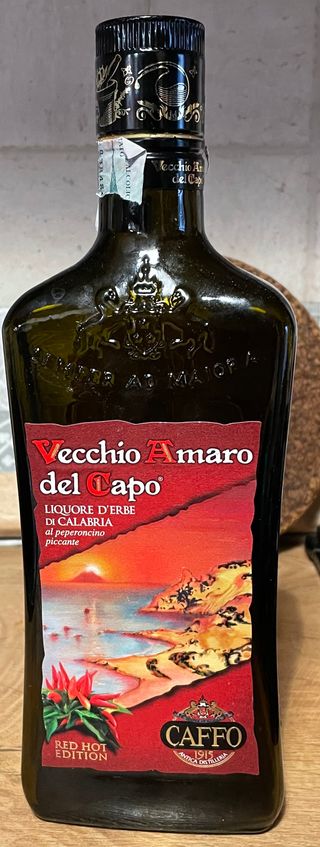 Vecchio Amaro
del Capo
SEMPER AD MAIORA
Vecchio Amaro
del Capo®
LIQUORE D'ERBE
DI CALABRIA
al peperoncino
piccante
RED HOT
EDITION
CAFFO
1915
ANTICA DISTILLERIA